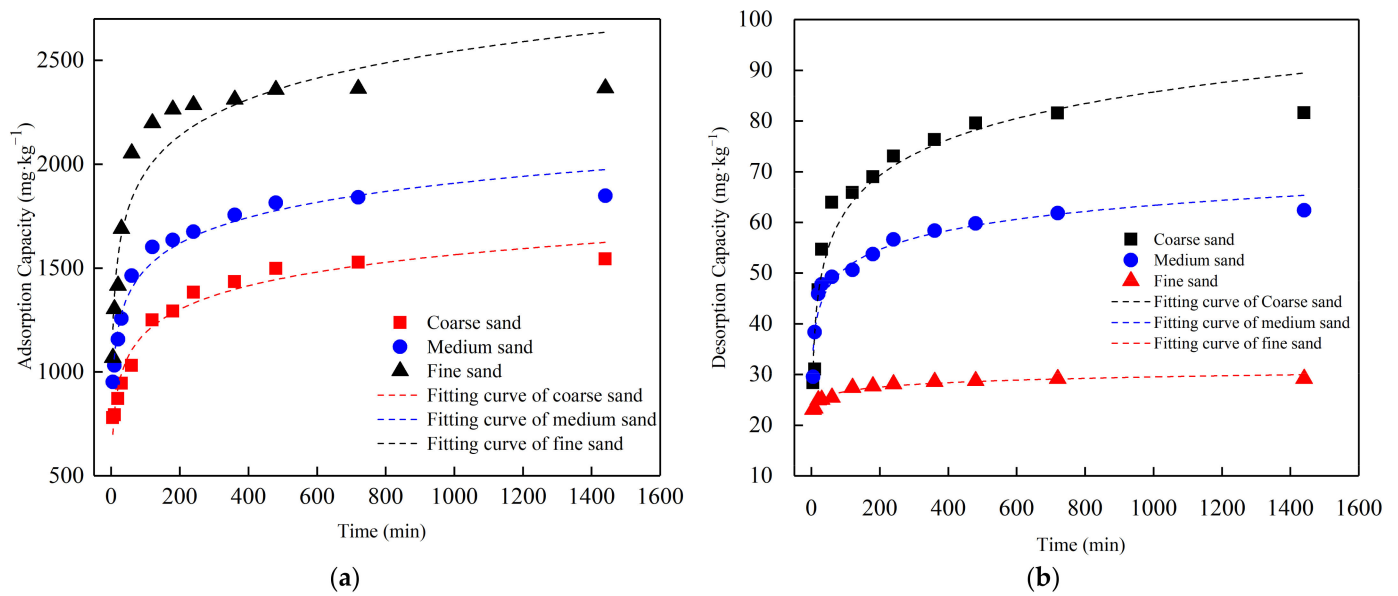 2500
2000
1500
1000
500
Adsorption Capacity (mg·kg⁻¹)
Coarse sand
Medium sand
Fine sand
Fitting curve of coarse sand
Fitting curve of medium sand
Fitting curve of fine sand
0 200 400 600 800 1000 1200 1400 1600
Time (min)
(a)
100
90
80
70
60
50
40
30
20
10
Desorption Capacity (mg·kg⁻¹)
Coarse sand
Medium sand
Fine sand
Fitting curve of Coarse sand
Fitting curve of medium sand
Fitting curve of fine sand
0 200 400 600 800 1000 1200 1400 1600
Time (min)
(b)